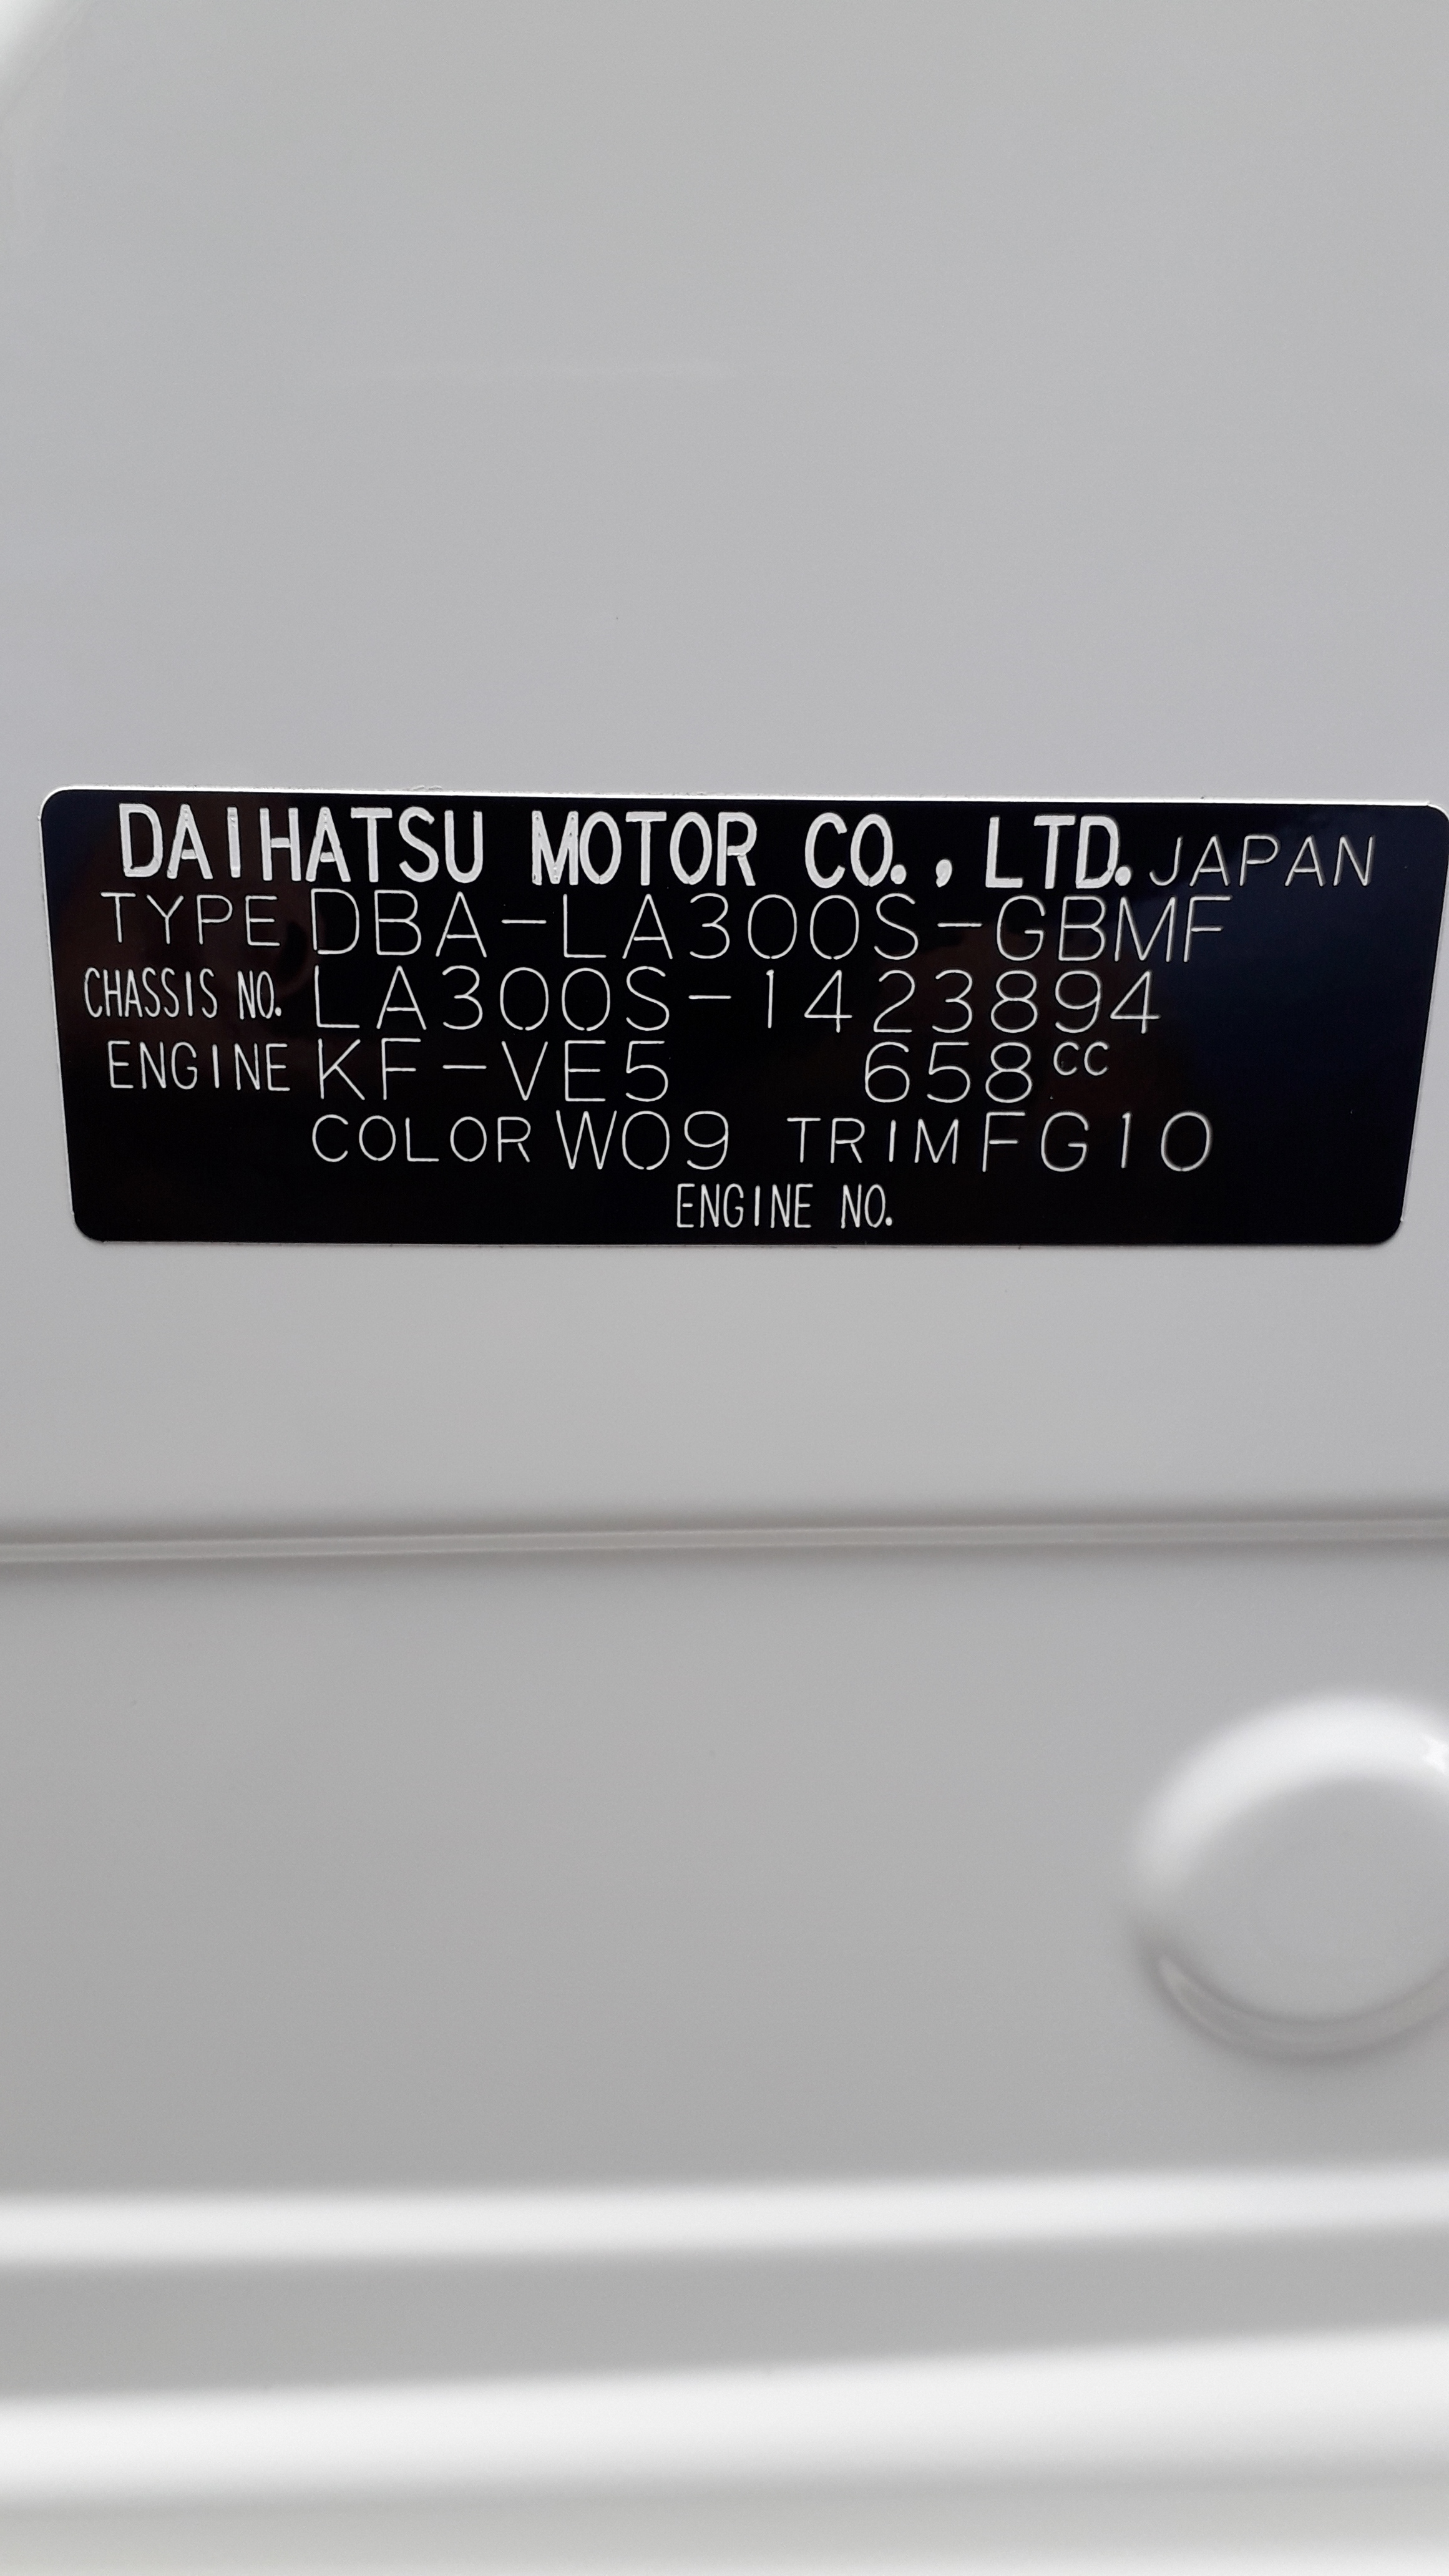 DAIHATSU MOTOR CO., LTD. JAPAN
TYPE DBA-LA300S-GBMF
CHASSIS NO. LA300S-1423894
ENGINE KF-VE5 658cc
COLOR W09 TRIM FG10
ENGINE NO.